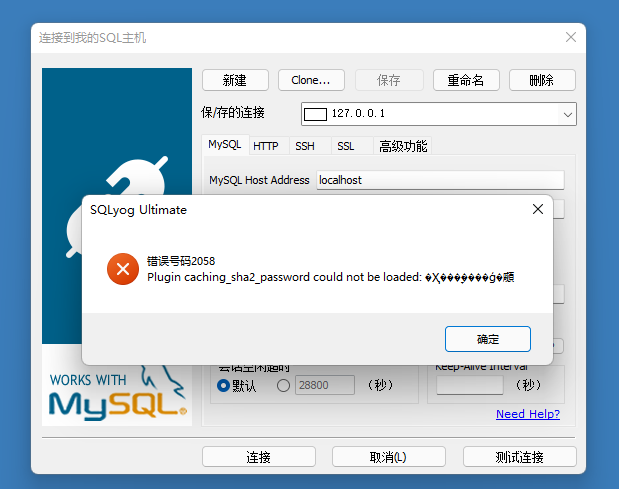 连接到我的SQL主机
新建
Clone...
保存
重命名
删除
保/存的连接
127.0.0.1
MySQL
HTTP
SSH
SSL
高级功能
MySQL Host Address
localhost
SQLyog Ultimate
错误号码2058
Plugin caching_sha2_password could not be loaded:
确定
会话空闲超时
Keep-Alive Interval
默认
28800
（秒）
（秒）
Need Help?
WORKS WITH
MySQL
连接
取消(L)
测试连接